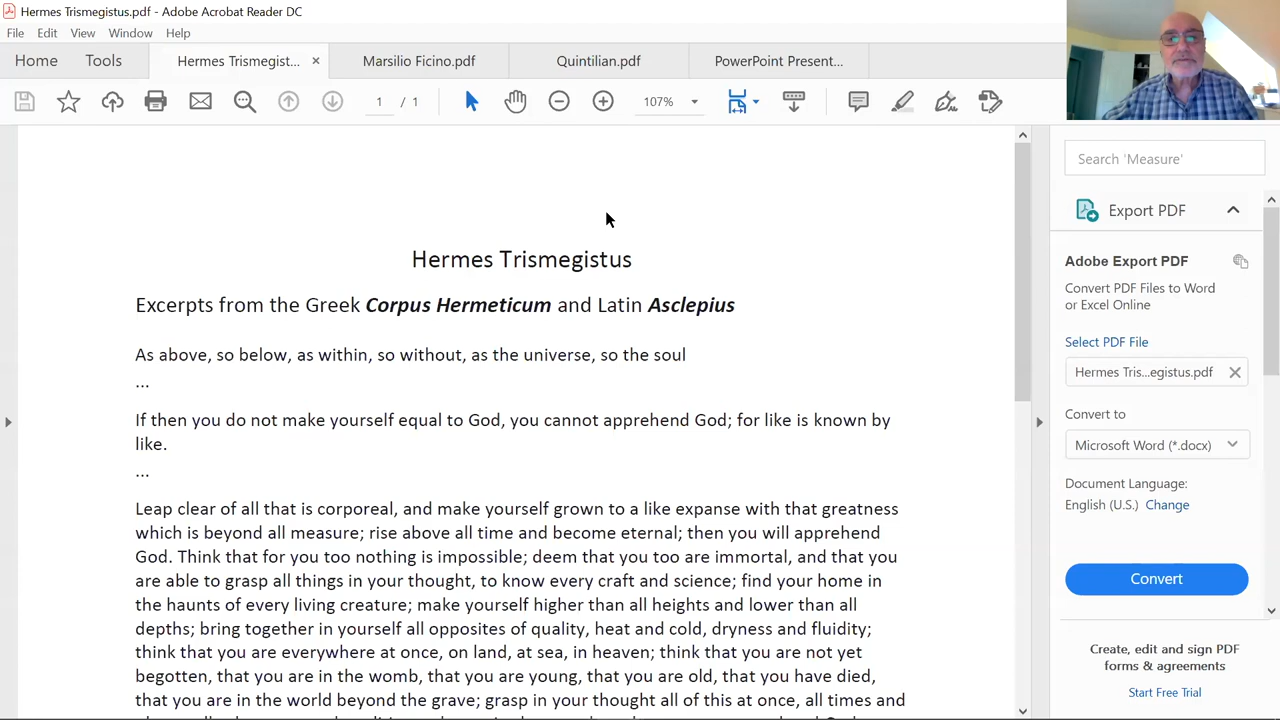 Hermes Trismegistus.pdf - Adobe Acrobat Reader DC
File Edit View Window Help
Home Tools Hermes Trismegist... × Marsilio Ficino.pdf Quintilian.pdf PowerPoint Present...
1 / 1 107%
Hermes Trismegistus
Excerpts from the Greek Corpus Hermeticum and Latin Asclepius
As above, so below, as within, so without, as the universe, so the soul
...
If then you do not make yourself equal to God, you cannot apprehend God; for like is known by
like.
...
Leap clear of all that is corporeal, and make yourself grown to a like expanse with that greatness
which is beyond all measure; rise above all time and become eternal; then you will apprehend
God. Think that for you too nothing is impossible; deem that you too are immortal, and that you
are able to grasp all things in your thought, to know every craft and science; find your home in
the haunts of every living creature; make yourself higher than all heights and lower than all
depths; bring together in yourself all opposites of quality, heat and cold, dryness and fluidity;
think that you are everywhere at once, on land, at sea, in heaven; think that you are not yet
begotten, that you are in the womb, that you are young, that you are old, that you have died,
that you are in the world beyond the grave; grasp in your thought all of this at once, all times and
Search 'Measure'
Export PDF
Adobe Export PDF
Convert PDF Files to Word
or Excel Online
Select PDF File
Hermes Tris...egistus.pdf
Convert to
Microsoft Word (*.docx)
Document Language:
English (U.S.) Change
Convert
Create, edit and sign PDF
forms & agreements
Start Free Trial